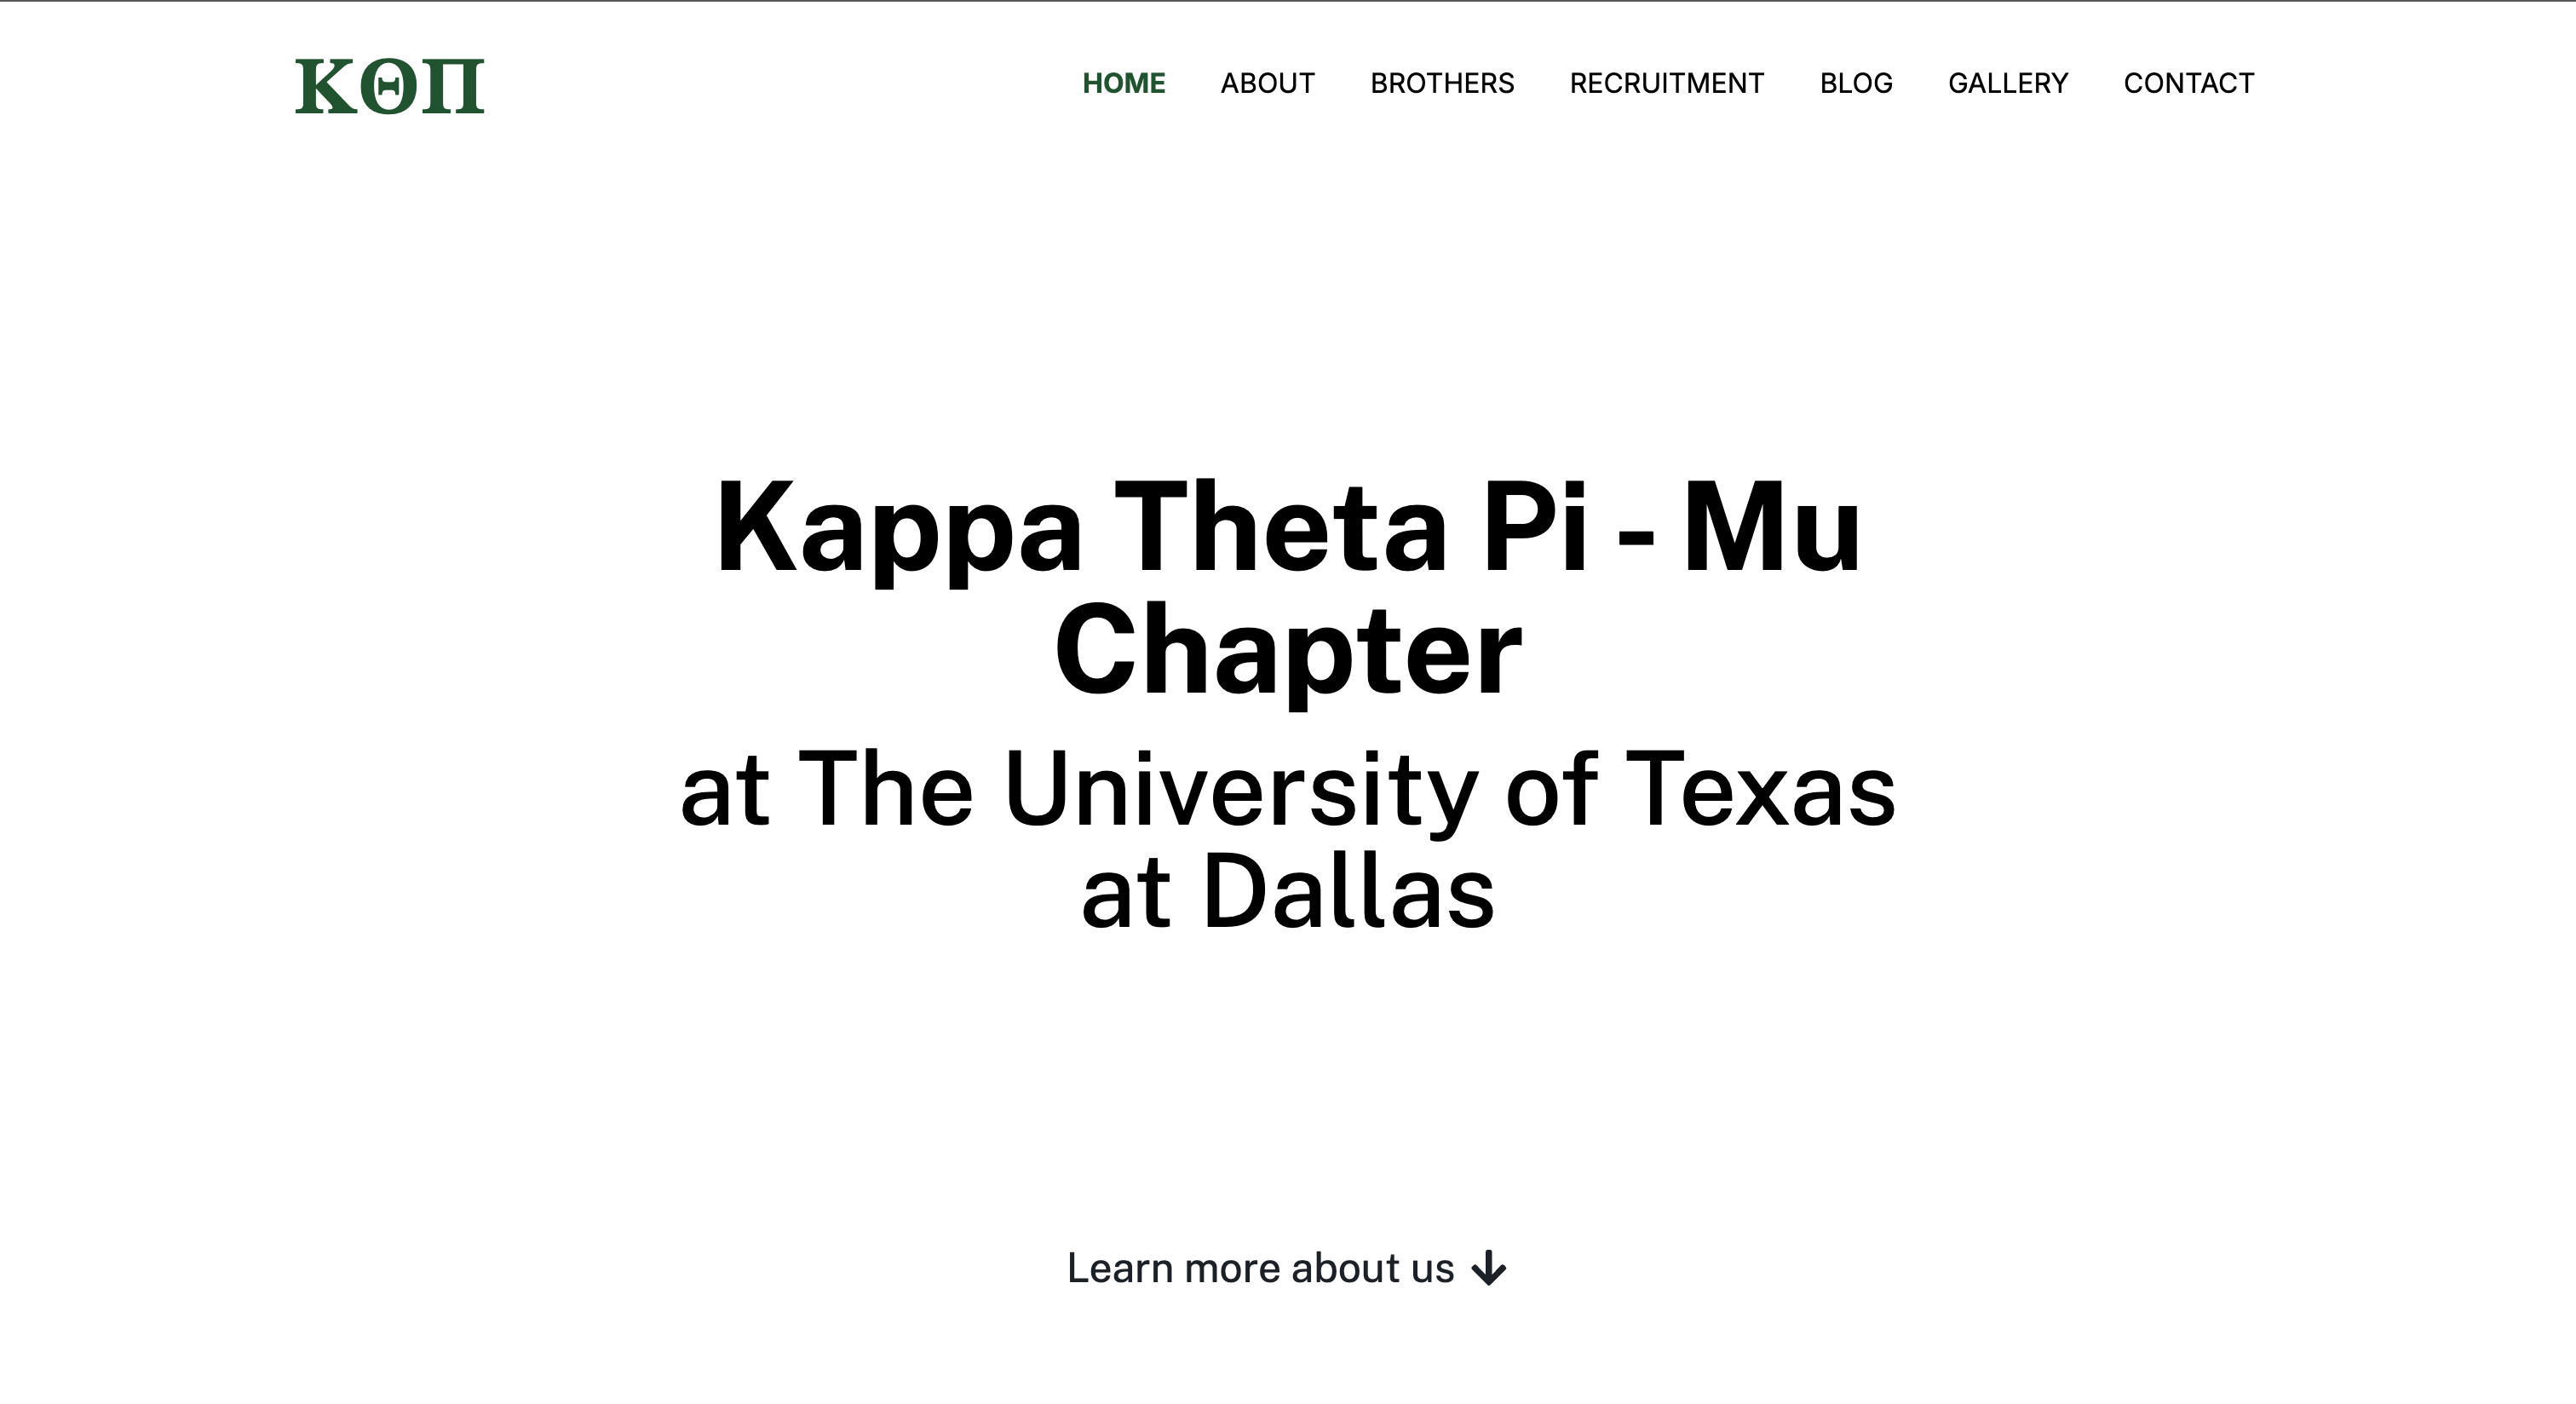 ΚΘΠ
HOME ABOUT BROTHERS RECRUITMENT BLOG GALLERY CONTACT
Kappa Theta Pi - Mu
Chapter
at The University of Texas
at Dallas
Learn more about us